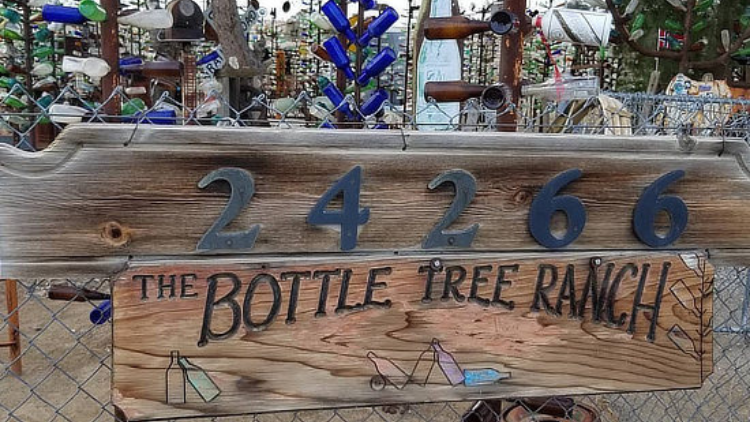 24266
THE BOTTLE TREE RANCH